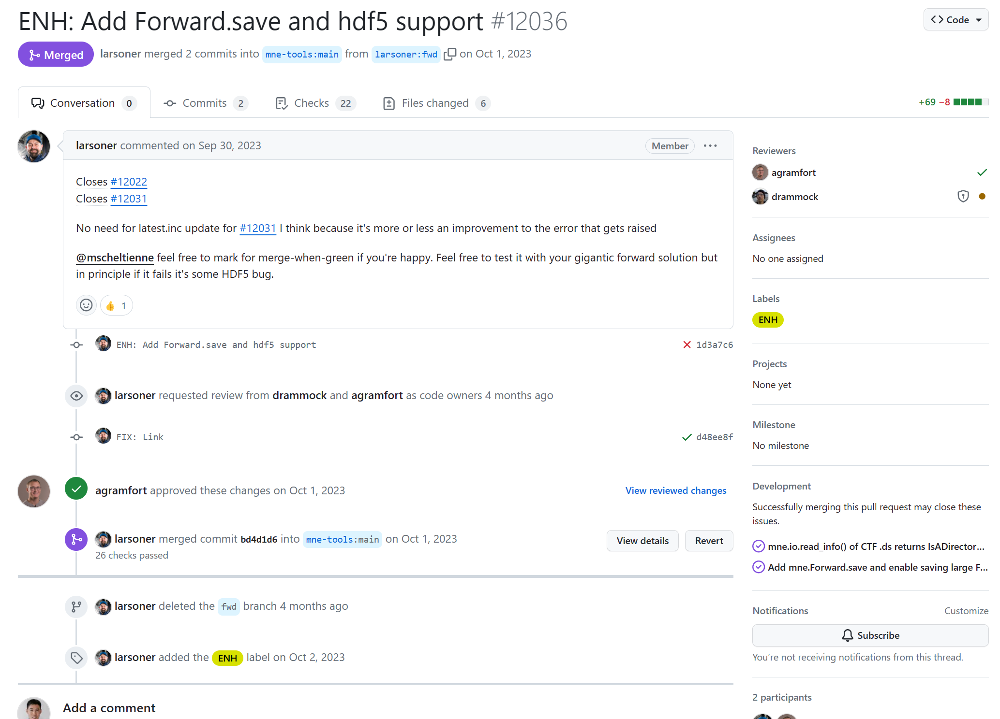 ENH: Add Forward.save and hdf5 support #12036
Code
Merged
larsoner merged 2 commits into mne-tools:main from larsoner:fwd on Oct 1, 2023
Conversation 0
Commits 2
Checks 22
Files changed 6
+69 −8
larsoner commented on Sep 30, 2023
Member
Closes #12022
Closes #12031
No need for latest.inc update for #12031 I think because it's more or less an improvement to the error that gets raised
@mscheltienne feel free to mark for merge-when-green if you're happy. Feel free to test it with your gigantic forward solution but
in principle if it fails it's some HDF5 bug.
👍 1
ENH: Add Forward.save and hdf5 support
1d3a7c6
larsoner requested review from drammock and agramfort as code owners 4 months ago
FIX: Link
d48ee8f
agramfort approved these changes on Oct 1, 2023
View reviewed changes
larsoner merged commit bd4d1d6 into mne-tools:main on Oct 1, 2023
26 checks passed
View details
Revert
larsoner deleted the fwd branch 4 months ago
larsoner added the ENH label on Oct 2, 2023
Add a comment
Reviewers
agramfort
drammock
Assignees
No one assigned
Labels
ENH
Projects
None yet
Milestone
No milestone
Development
Successfully merging this pull request may close these
issues.
mne.io.read_info() of CTF .ds returns IsADirector...
Add mne.Forward.save and enable saving large F...
Notifications
Customize
Subscribe
You’re not receiving notifications from this thread.
2 participants